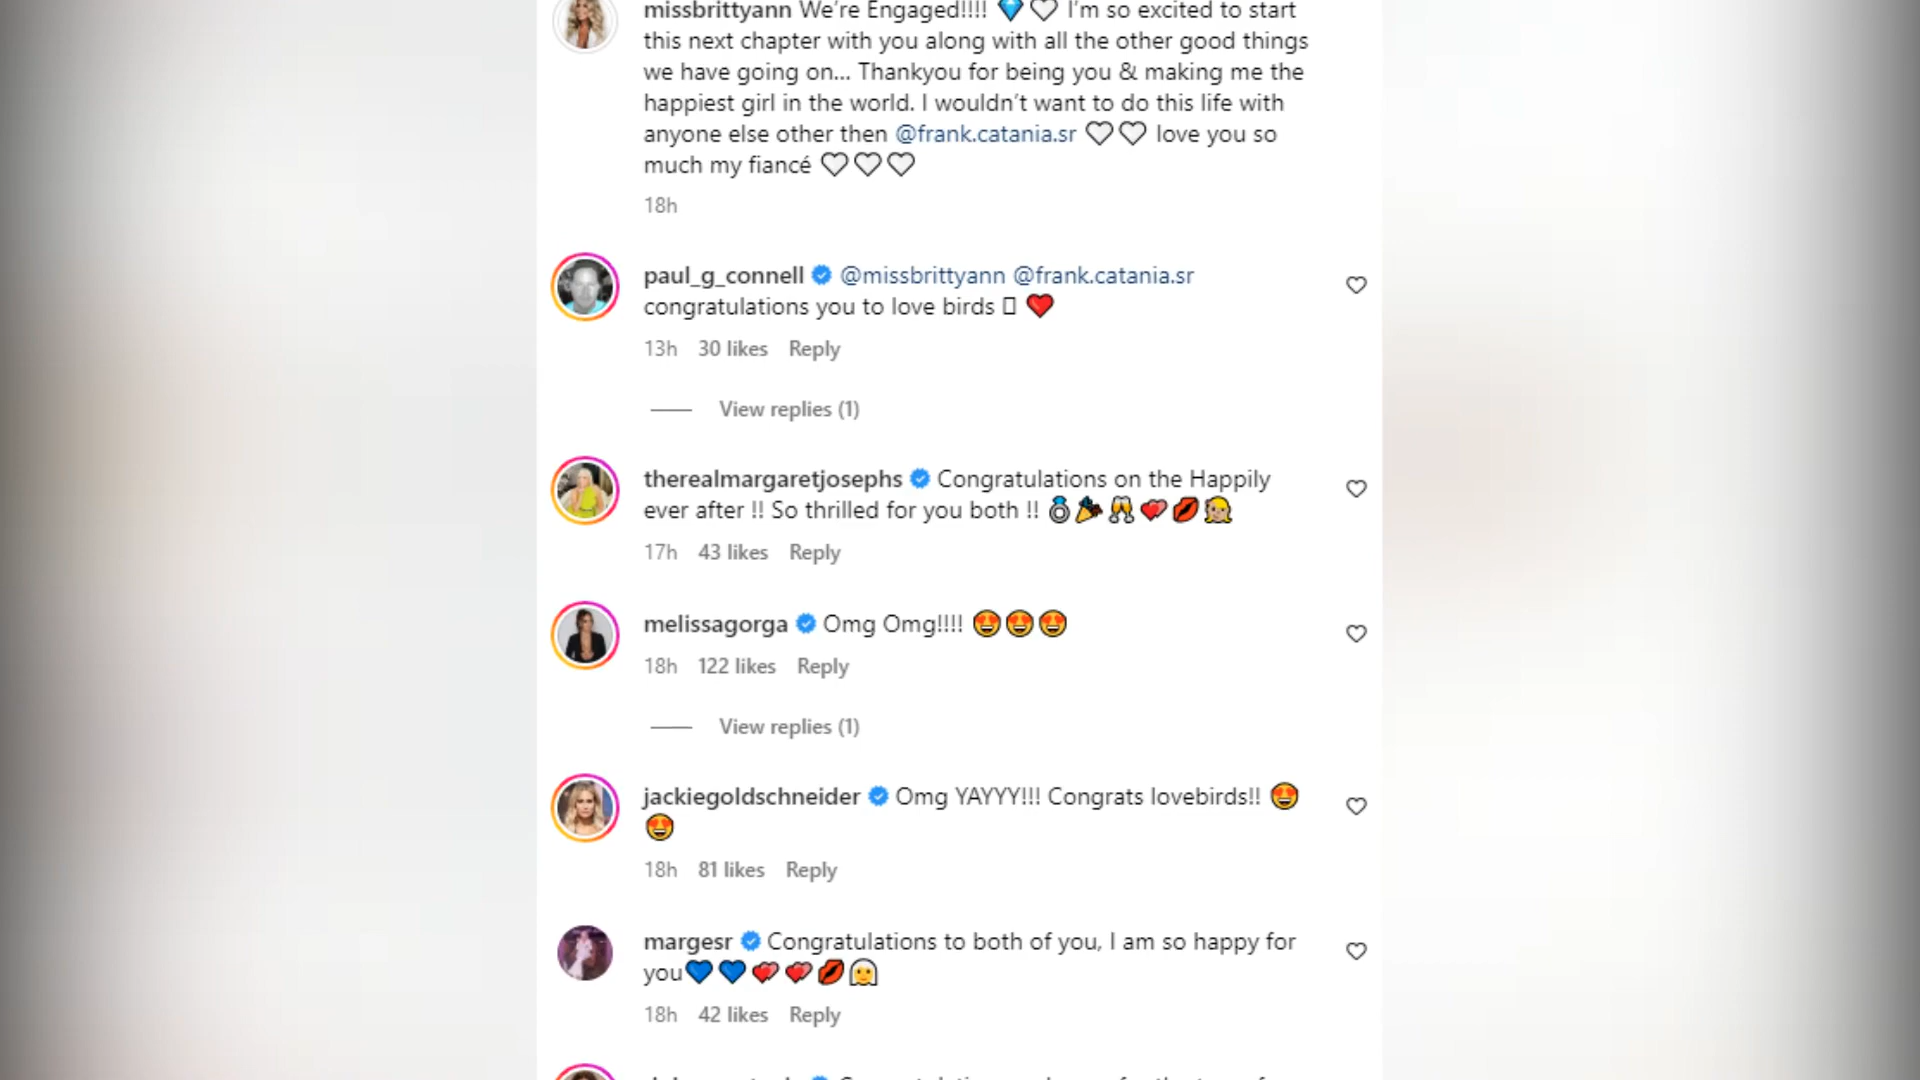 missbrittyann We're Engaged!!!! 💎🤍 I'm so excited to start
this next chapter with you along with all the other good things
we have going on... Thankyou for being you & making me the
happiest girl in the world. I wouldn't want to do this life with
anyone else other then @frank.catania.sr 🤍🤍 love you so
much my fiancé 🤍🤍🤍
18h
paul_g_connell @missbrittyann @frank.catania.sr
congratulations you to love birds ▯ ❤️
13h 30 likes Reply
View replies (1)
therealmargaretjosephs Congratulations on the Happily
ever after !! So thrilled for you both !! 💍🎉🥂💕💋👧🏼
17h 43 likes Reply
melissagorga Omg Omg!!!! 😍😍😍
18h 122 likes Reply
View replies (1)
jackiegoldschneider Omg YAYYY!!! Congrats lovebirds!! 😍
😍
18h 81 likes Reply
margesr Congratulations to both of you, I am so happy for
you💙💙💕💕💋👩‍🦳
18h 42 likes Reply